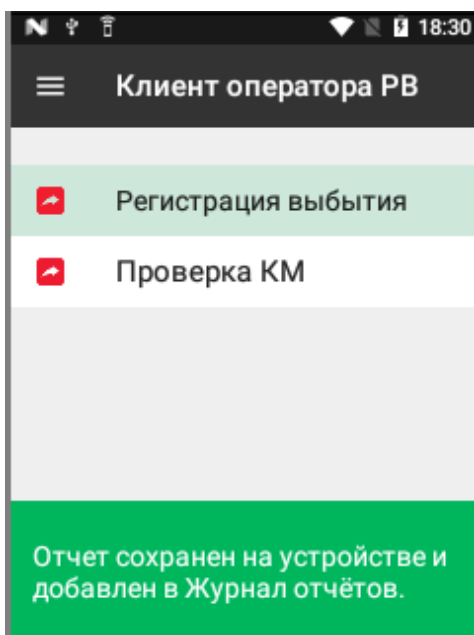 18:30
Клиент оператора РВ
Регистрация выбытия
Проверка КМ
Отчет сохранен на устройстве и
добавлен в Журнал отчётов.